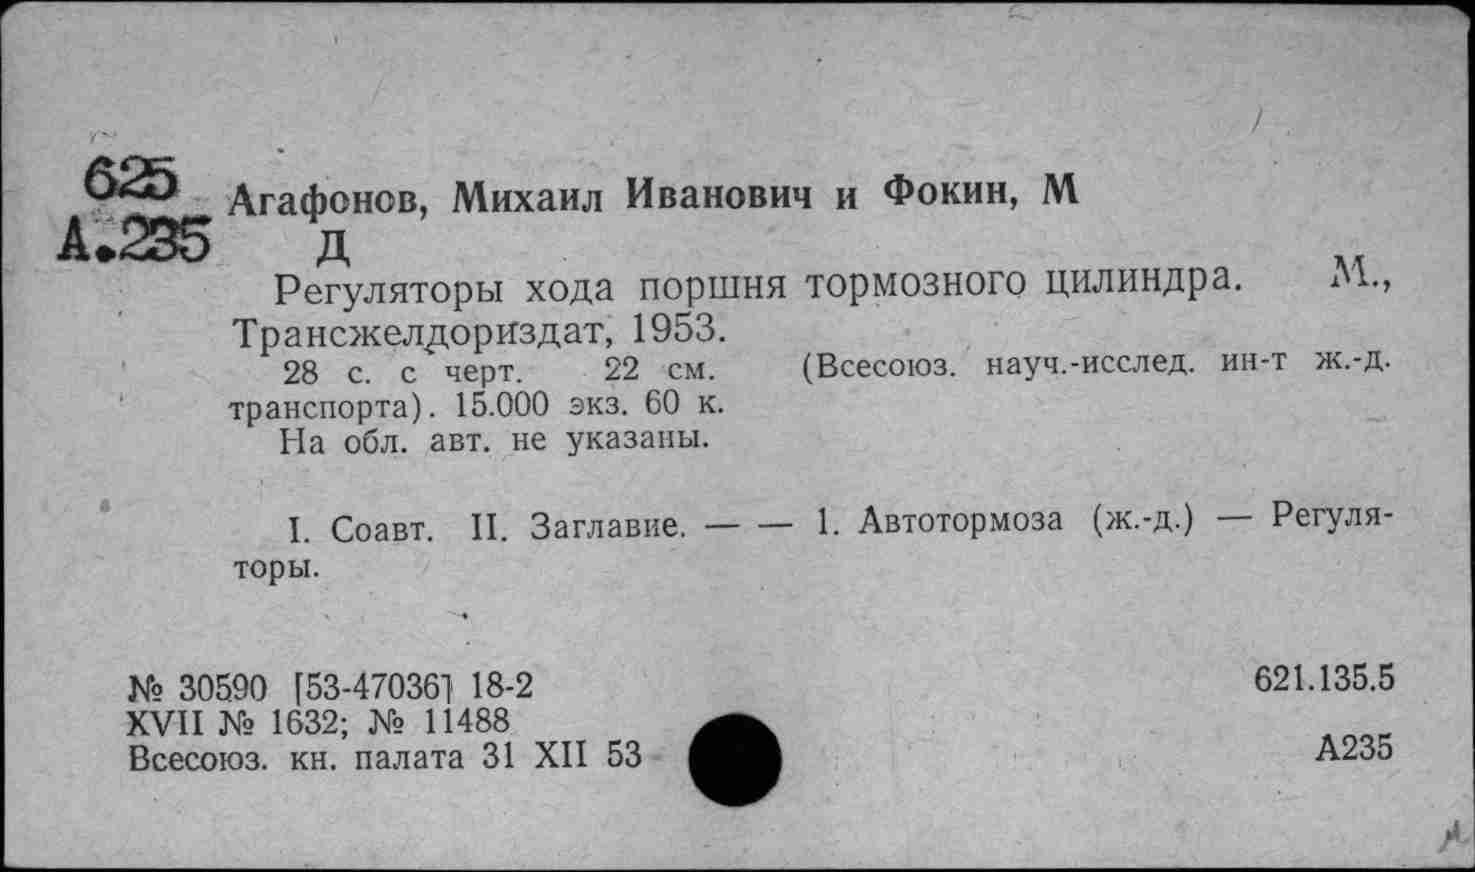 625
А.235
Агафонов, Михаил Иванович и Фокин, М
Д
Регуляторы хода поршня тормозного цилиндра. М.,
Трансжелдориздат, 1953.
28 с. с черт. 22 см. (Всесоюз. науч.-исслед. ин-т ж.-д.
транспорта). 15.000 экз. 60 к.
На обл. авт. не указаны.
I. Соавт. II. Заглавие. — — 1. Автотормоза (ж.-д.) — Регуля-
торы.
№ 30590 [53-47036] 18-2
621.135.5
XVII № 1632; № 11488
Всесоюз. кн. палата 31 XII 53
А235